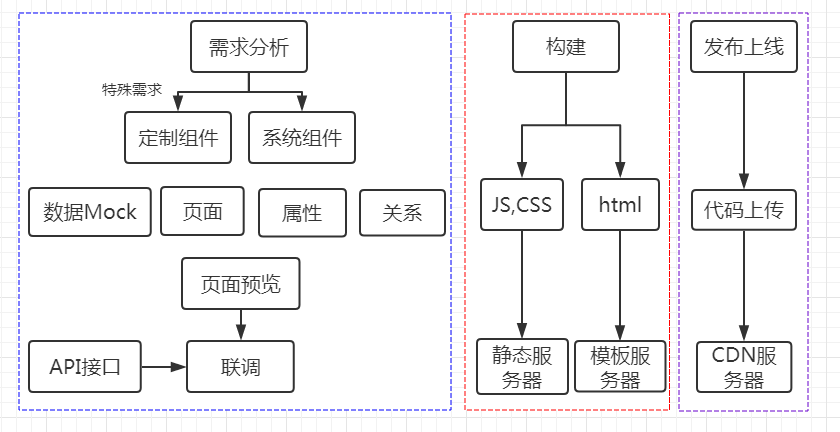 需求分析
特殊需求
定制组件
系统组件
数据Mock
页面
属性
关系
页面预览
API接口
联调
构建
JS,CSS
html
静态服
务器
模板服
务器
发布上线
代码上传
CDN服
务器